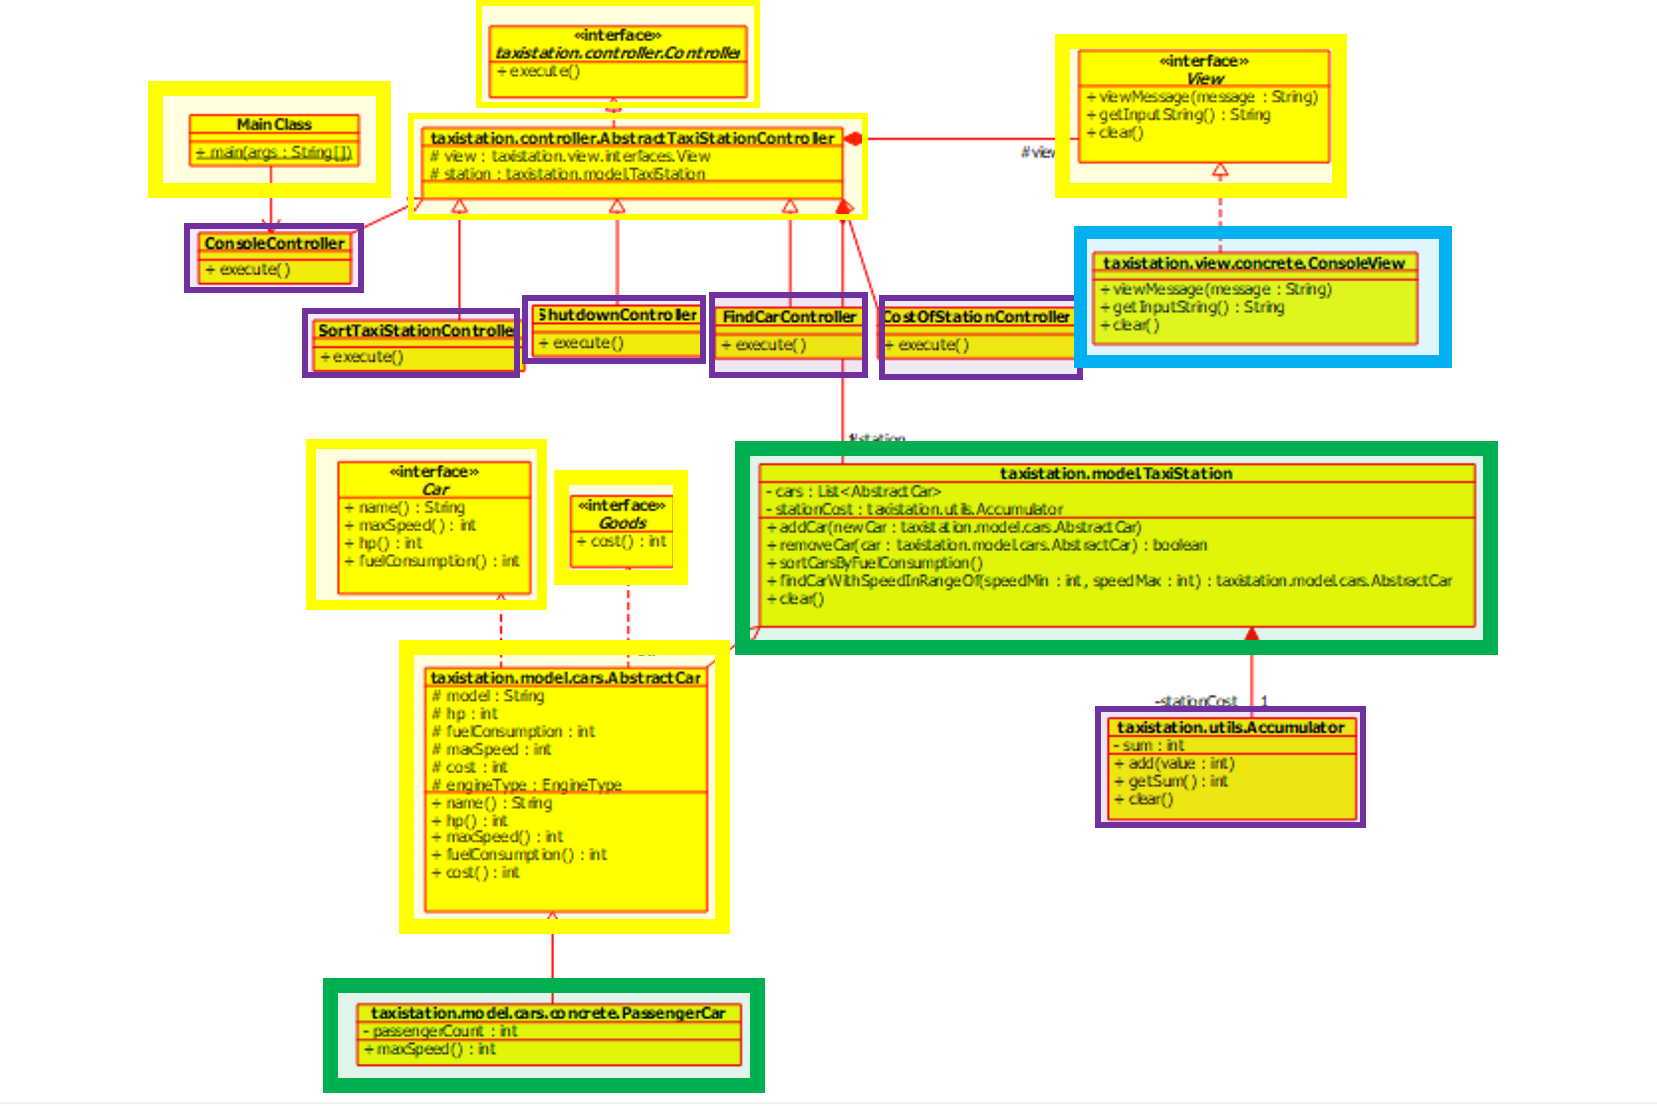 «interface»
taxistation.controller.Controller
+ execute()
«interface»
View
+ viewMessage(message : String)
+ getInputString() : String
+ clear()
MainClass
+ main(args : String[])
taxistation.controller.AbstractTaxiStationController
# view : taxistation.view.interfaces.View
# station : taxistation.model.TaxiStation
#view
ConsoleController
+ execute()
taxistation.view.concrete.ConsoleView
+ viewMessage(message : String)
+ getInputString() : String
+ clear()
SortTaxiStationController
+ execute()
ShutdownController
+ execute()
FindCarController
+ execute()
CostOfStationController
+ execute()
#station
«interface»
Car
+ name() : String
+ maxSpeed() : int
+ hp() : int
+ fuelConsumption() : int
«interface»
Goods
+ cost() : int
taxistation.model.TaxiStation
- cars : List<AbstractCar>
- stationCost : taxistation.utils.Accumulator
+ addCar(newCar : taxistation.model.cars.AbstractCar)
+ removeCar(car : taxistation.model.cars.AbstractCar) : boolean
+ sortCarsByFuelConsumption()
+ findCarWithSpeedInRangeOf(speedMin : int, speedMax : int) : taxistation.model.cars.AbstractCar
+ clear()
taxistation.model.cars.AbstractCar
# model : String
# hp : int
# fuelConsumption : int
# maxSpeed : int
# cost : int
# engineType : EngineType
+ name() : String
+ hp() : int
+ maxSpeed() : int
+ fuelConsumption() : int
+ cost() : int
-stationCost 1
taxistation.utils.Accumulator
- sum : int
+ add(value : int)
+ getSum() : int
+ clear()
taxistation.model.cars.concrete.PassengerCar
- passengerCount : int
+ maxSpeed() : int